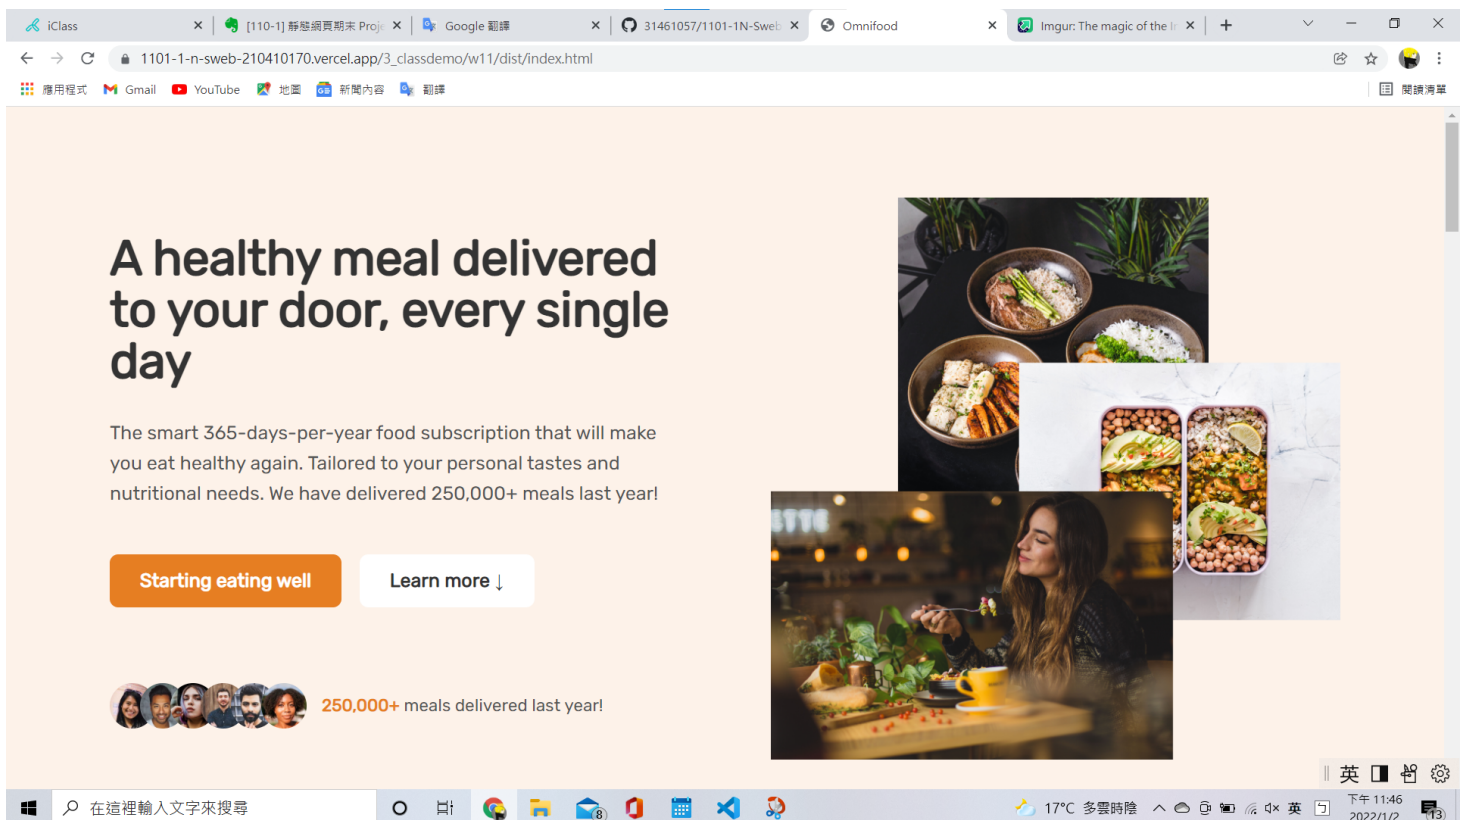 iClass
[110-1] 靜態網頁期末 Proje
Google 翻譯
31461057/1101-1N-Sweb
Omnifood
Imgur: The magic of the In
1101-1-n-sweb-210410170.vercel.app/3_classdemo/w11/dist/index.html
應用程式
Gmail
YouTube
地圖
新聞內容
翻譯
閱讀清單
A healthy meal delivered
to your door, every single
day
The smart 365-days-per-year food subscription that will make
you eat healthy again. Tailored to your personal tastes and
nutritional needs. We have delivered 250,000+ meals last year!
Starting eating well
Learn more ↓
250,000+ meals delivered last year!
英
在這裡輸入文字來搜尋
8
17°C 多雲時陰
英
下午 11:46
2022/1/2
13